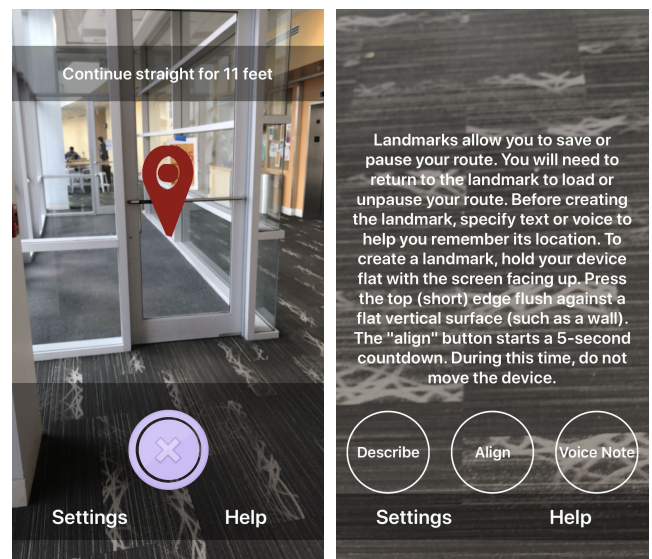 Continue straight for 11 feet
Settings
Help
Landmarks allow you to save or
pause your route. You will need to
return to the landmark to load or
unpause your route. Before creating
the landmark, specify text or voice to
help you remember its location. To
create a landmark, hold your device
flat with the screen facing up. Press
the top (short) edge flush against a
flat vertical surface (such as a wall).
The "align" button starts a 5-second
countdown. During this time, do not
move the device.
Describe
Align
Voice Note
Settings
Help